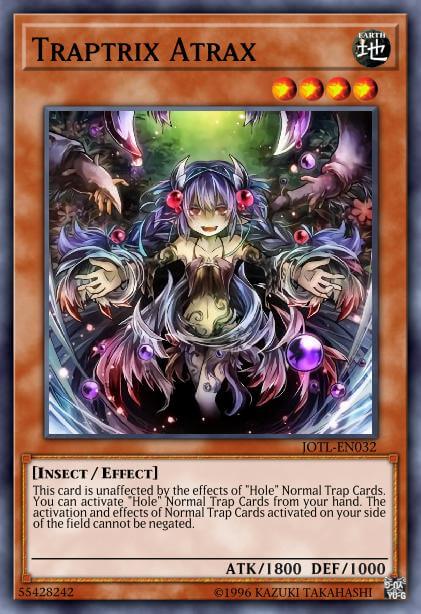 Traptrix Atrax
EARTH
地
JOTL-EN032
[Insect / Effect]
This card is unaffected by the effects of "Hole" Normal Trap Cards.
You can activate "Hole" Normal Trap Cards from your hand. The
activation and effects of Normal Trap Cards activated on your side
of the field cannot be negated.
ATK/1800 DEF/1000
55428242
©1996 KAZUKI TAKAHASHI